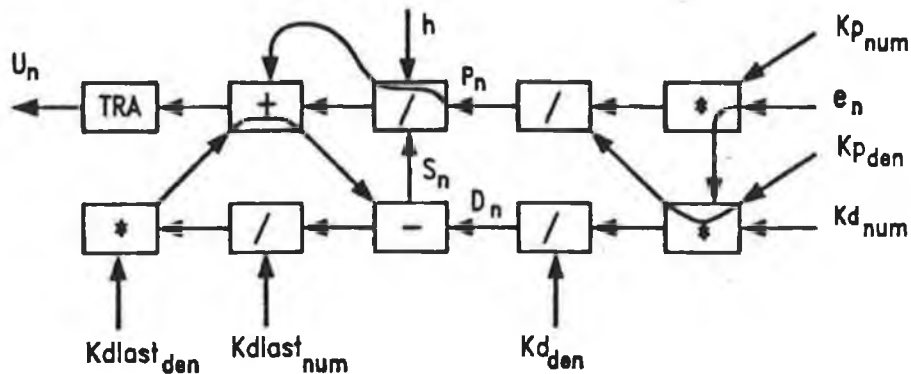 h
Kp_num
U_n
P_n
TRA
+
/
/
*
e_n
S_n
D_n
Kp_den
*
/
-
/
*
Kd_num
Kdlast_den
Kdlast_num
Kd_den